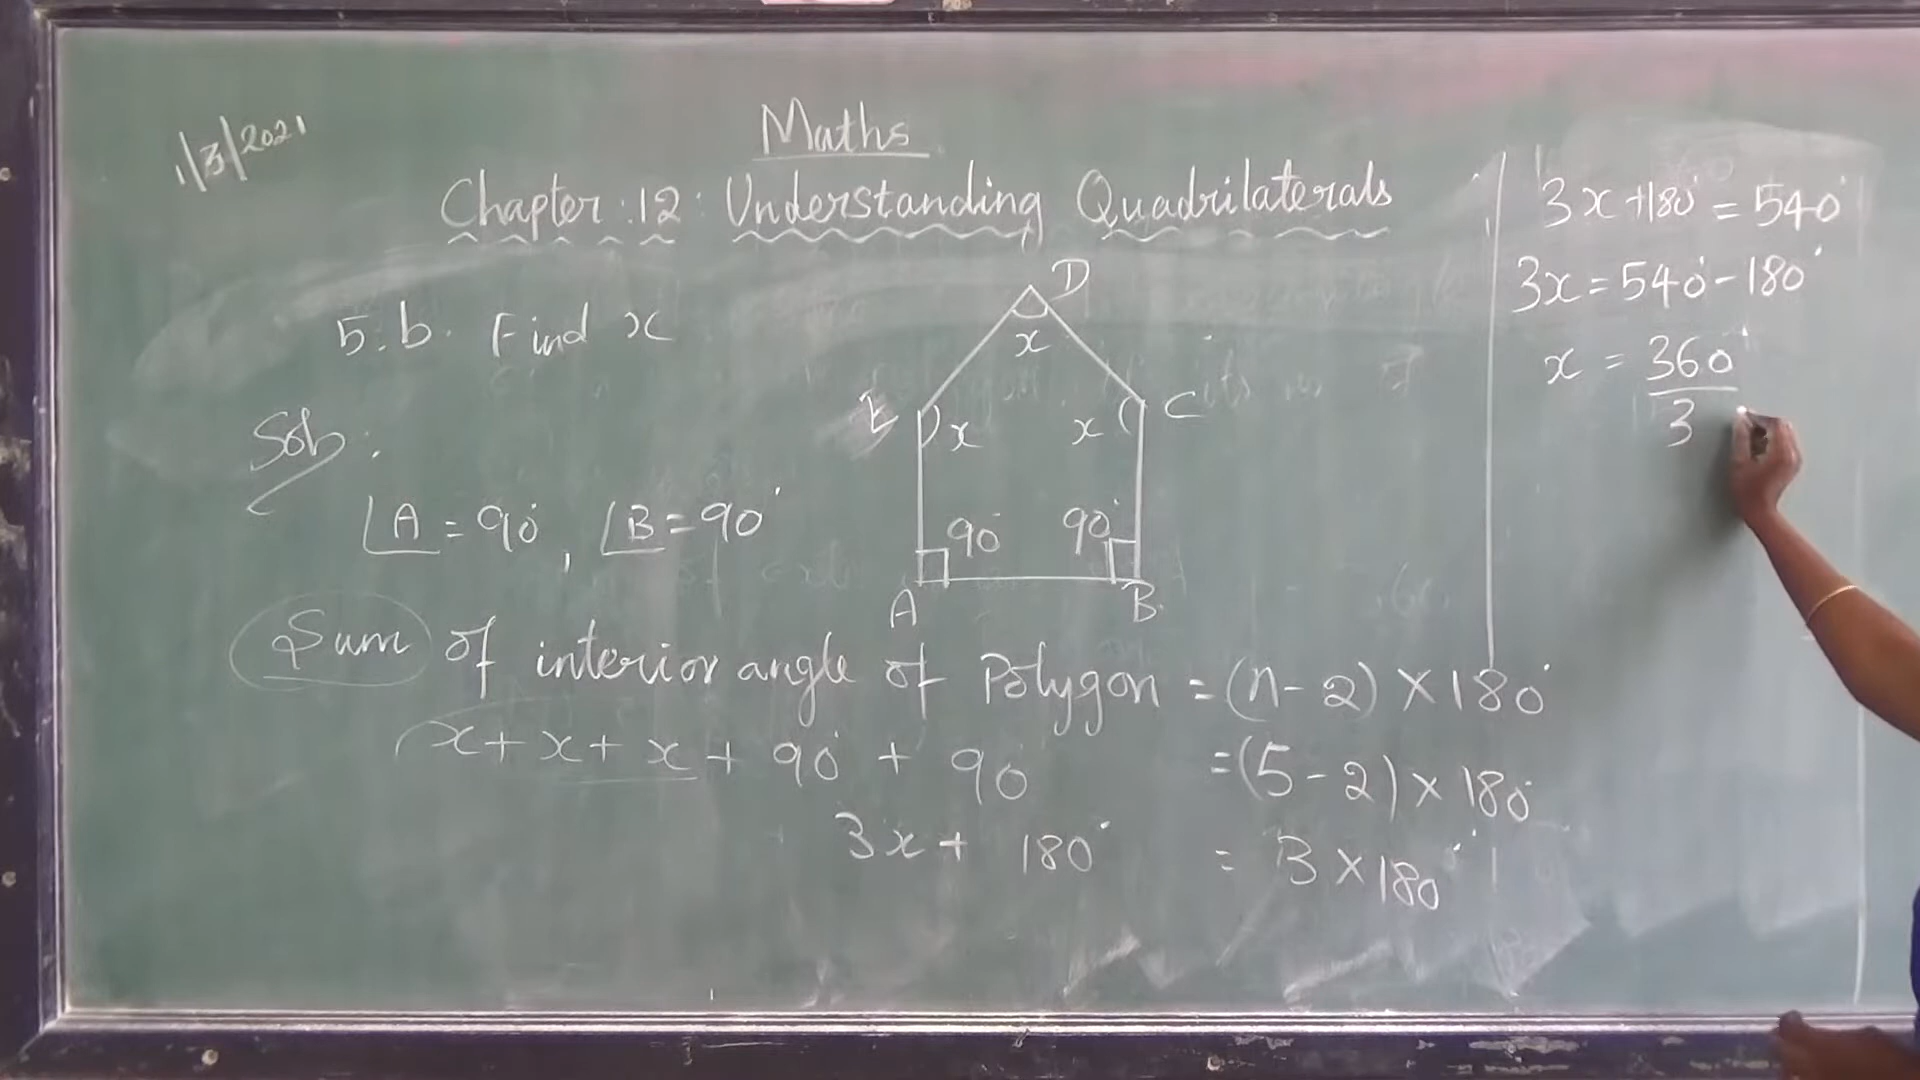 1/3/2021
Maths
Chapter: 12: Understanding Quadrilaterals
5.b. Find x
D
x
E x x C
Sol:
∠A = 90°, ∠B = 90°
90° 90°
A B
Sum of interior angle of Polygon = (n-2) × 180°
x + x + x + 90° + 90° = (5-2) × 180°
3x + 180° = 3 × 180°
3x + 180° = 540°
3x = 540° - 180°
x = 360°/3